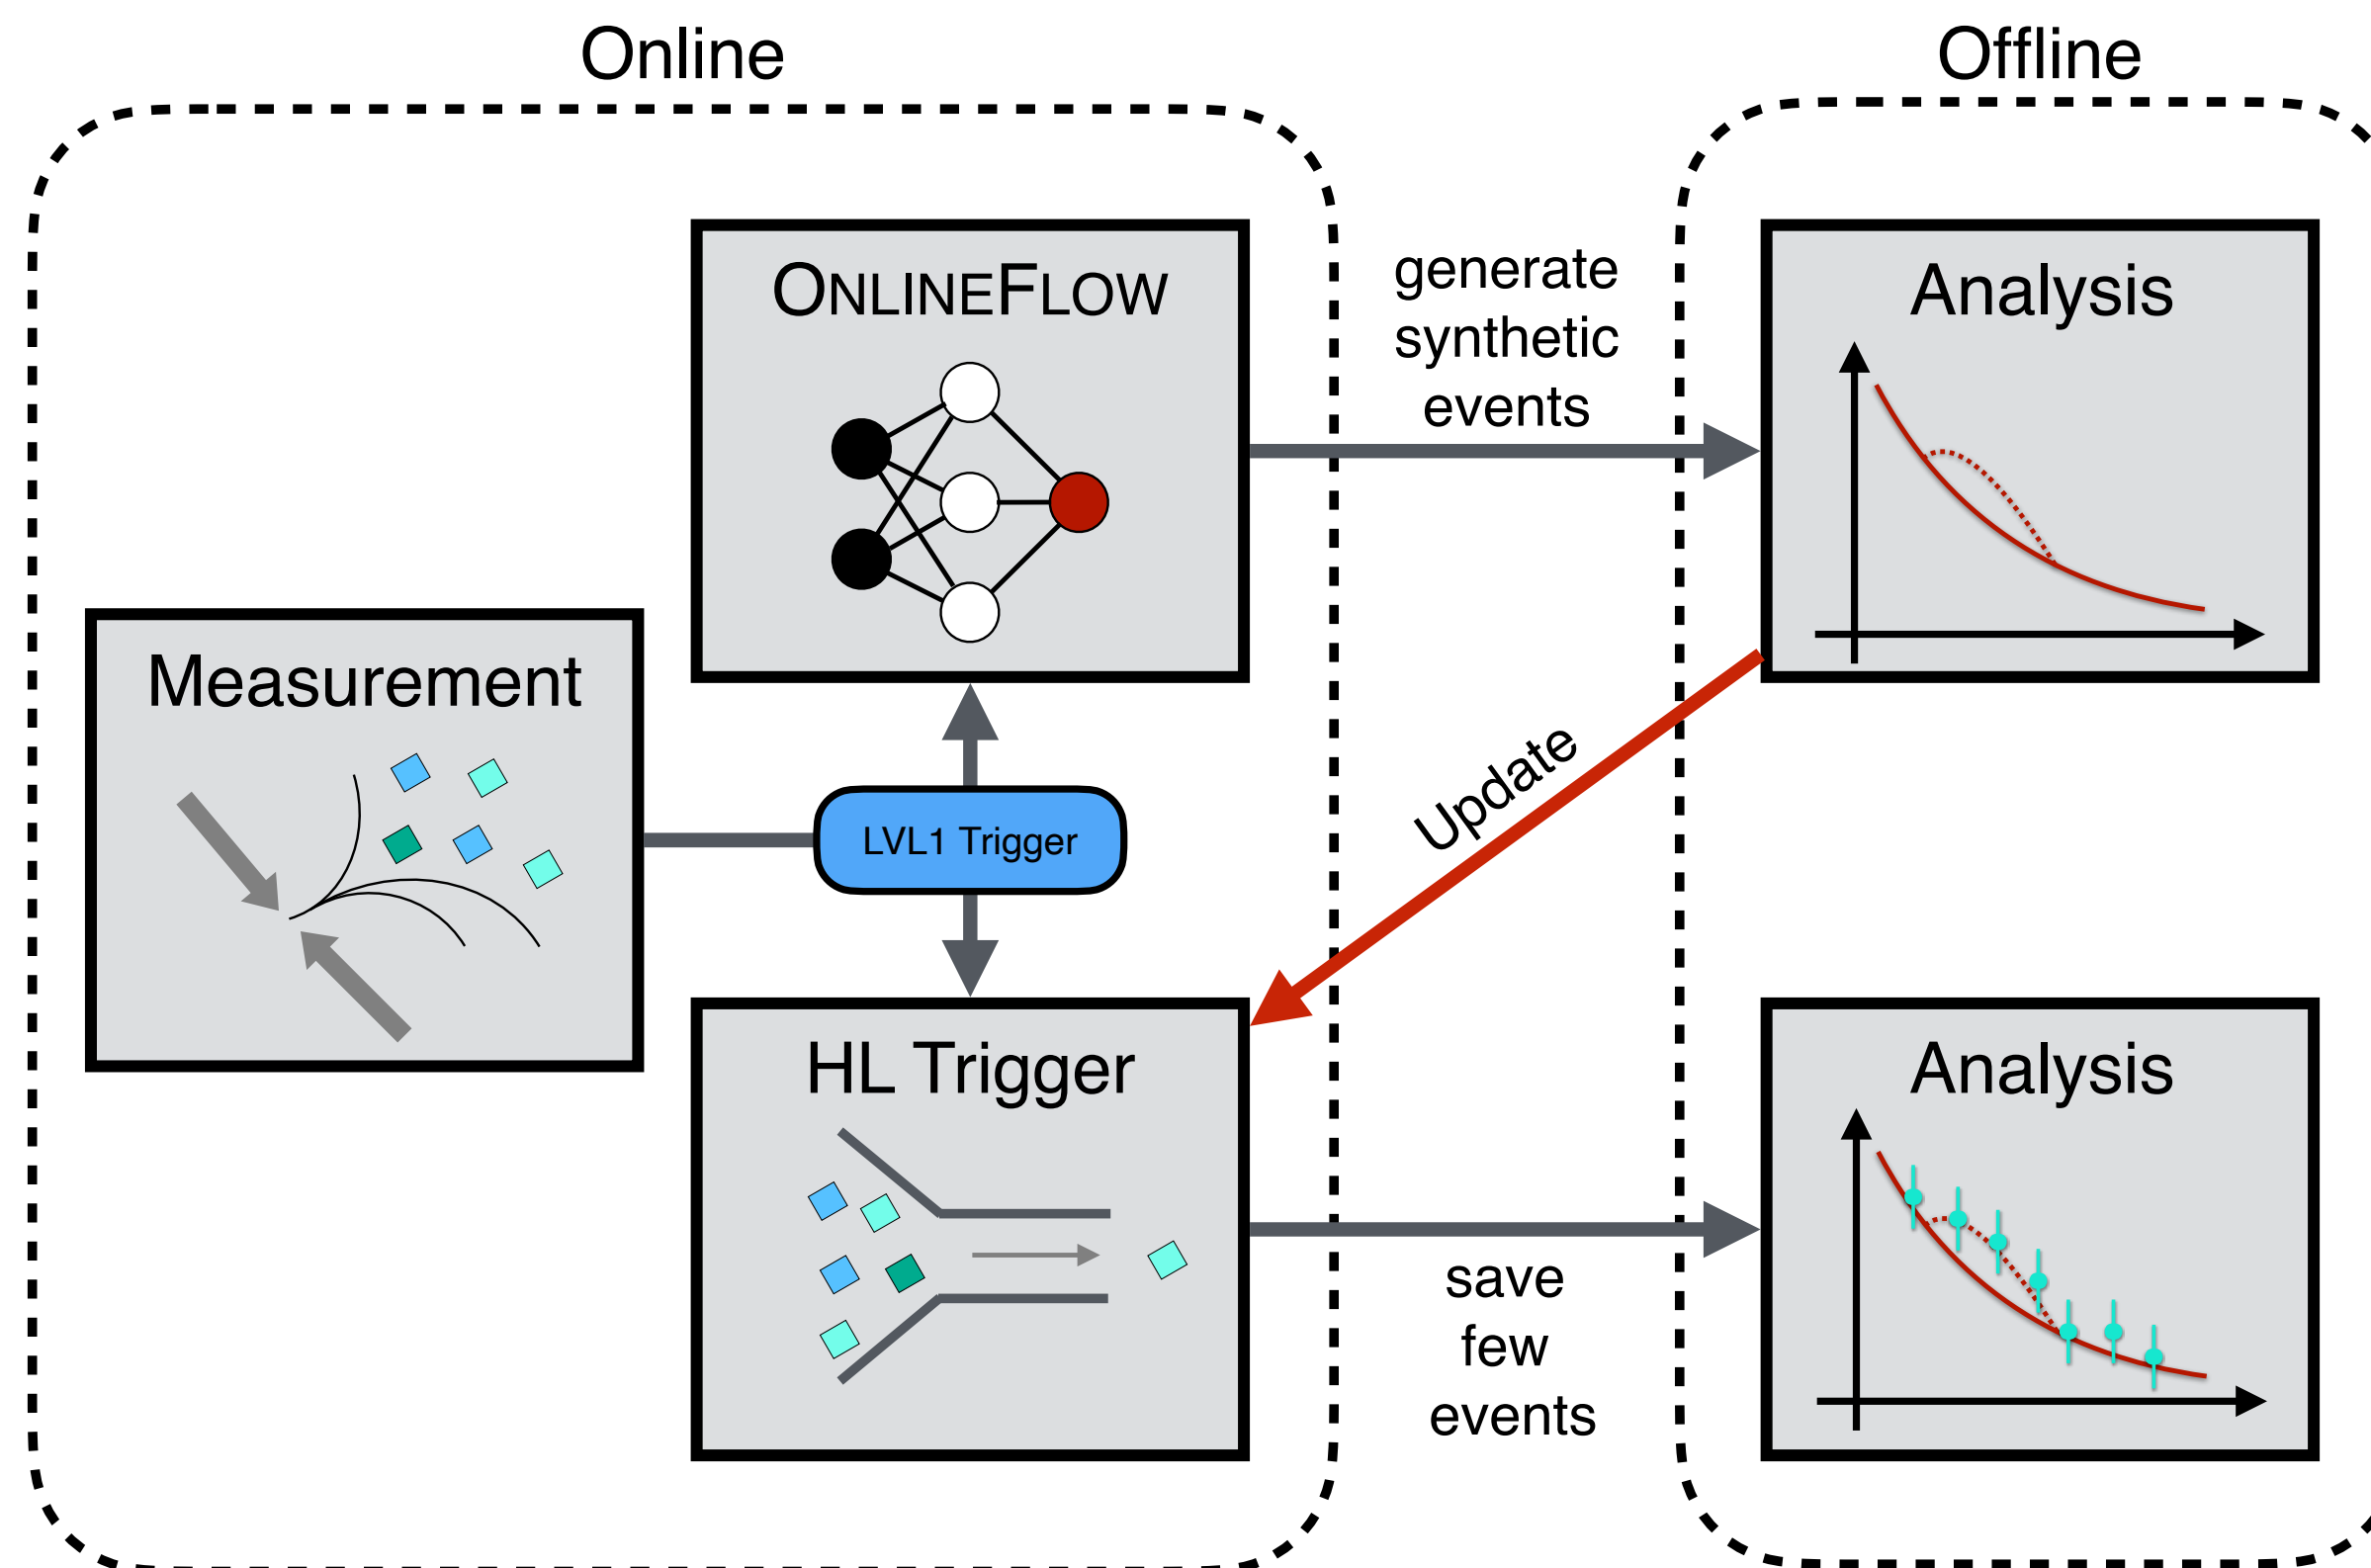 Online
Offline
ONLINEFLOW
generate
synthetic
events
Analysis
Measurement
LVL1 Trigger
Update
HL Trigger
save
few
events
Analysis